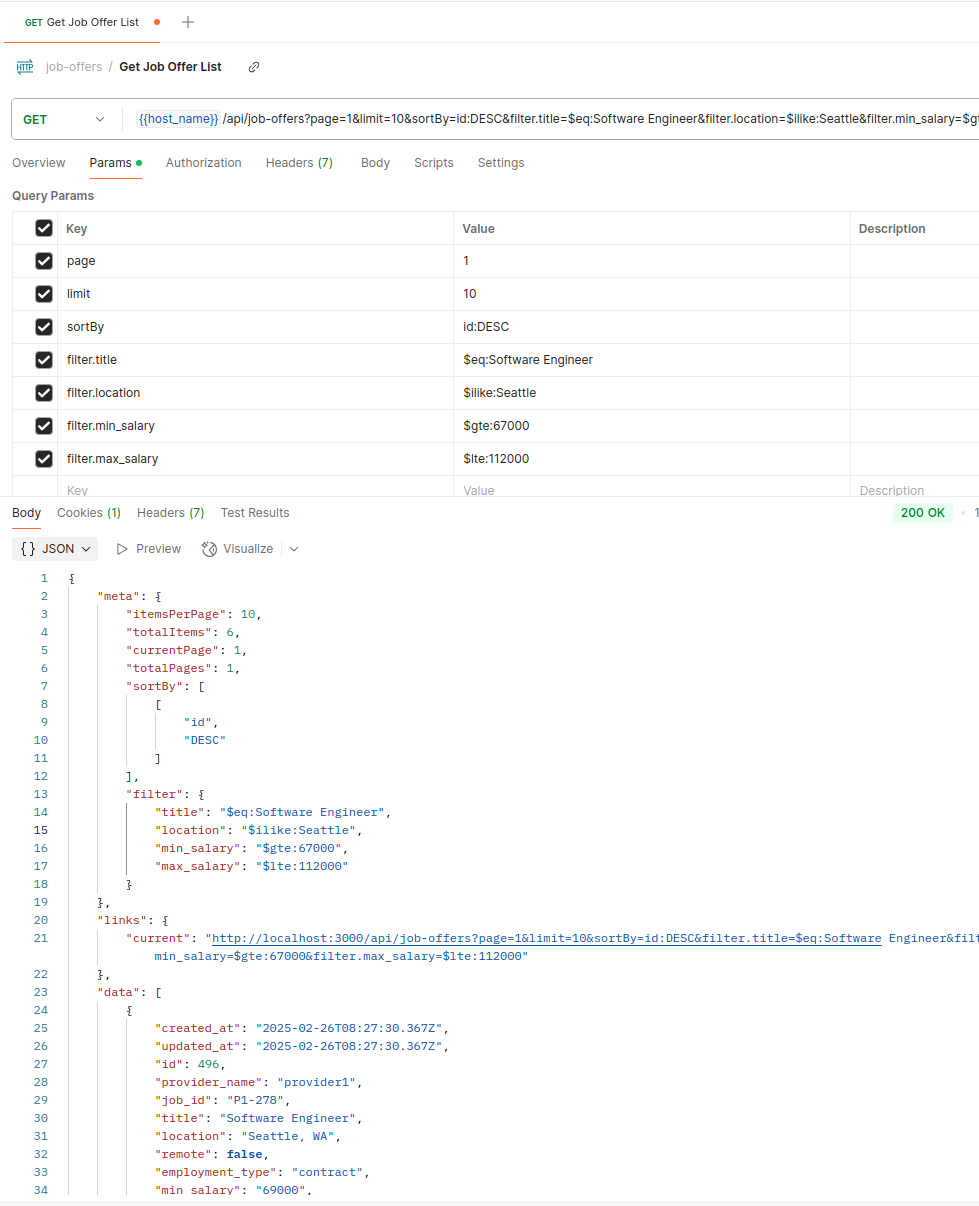 GET Get Job Offer List
HTTP job-offers / Get Job Offer List
GET {{host_name}} /api/job-offers?page=1&limit=10&sortBy=id:DESC&filter.title=$eq:Software Engineer&filter.location=$ilike:Seattle&filter.min_salary=$gt
Overview Params Authorization Headers (7) Body Scripts Settings
Query Params
Key Value Description
page 1
limit 10
sortBy id:DESC
filter.title $eq:Software Engineer
filter.location $ilike:Seattle
filter.min_salary $gte:67000
filter.max_salary $lte:112000
Key Value Description
Body Cookies (1) Headers (7) Test Results 200 OK • 1
{} JSON Preview Visualize
1 {
2 "meta": {
3 "itemsPerPage": 10,
4 "totalItems": 6,
5 "currentPage": 1,
6 "totalPages": 1,
7 "sortBy": [
8 [
9 "id",
10 "DESC"
11 ]
12 ],
13 "filter": {
14 "title": "$eq:Software Engineer",
15 "location": "$ilike:Seattle",
16 "min_salary": "$gte:67000",
17 "max_salary": "$lte:112000"
18 }
19 },
20 "links": {
21 "current": "http://localhost:3000/api/job-offers?page=1&limit=10&sortBy=id:DESC&filter.title=$eq:Software Engineer&filt
min_salary=$gte:67000&filter.max_salary=$lte:112000"
22 },
23 "data": [
24 {
25 "created_at": "2025-02-26T08:27:30.367Z",
26 "updated_at": "2025-02-26T08:27:30.367Z",
27 "id": 496,
28 "provider_name": "provider1",
29 "job_id": "P1-278",
30 "title": "Software Engineer",
31 "location": "Seattle, WA",
32 "remote": false,
33 "employment_type": "contract",
34 "min_salary": "69000",